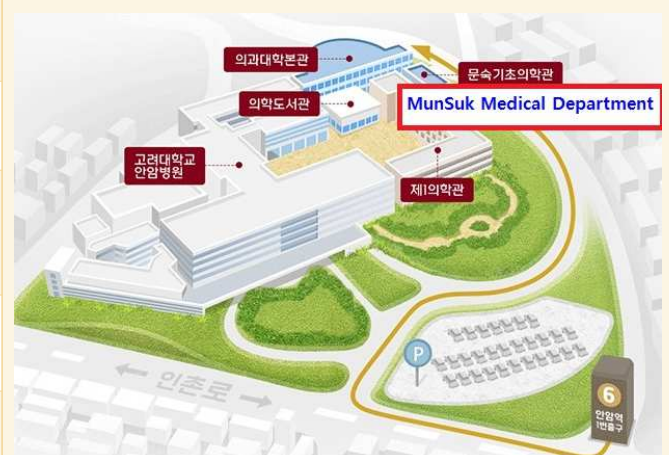 의과대학본관
문숙기초의학관
MunSuk Medical Department
의학도서관
고려대학교
안암병원
제1의학관
P
← 인촌로 →
6
안암역
1번출구